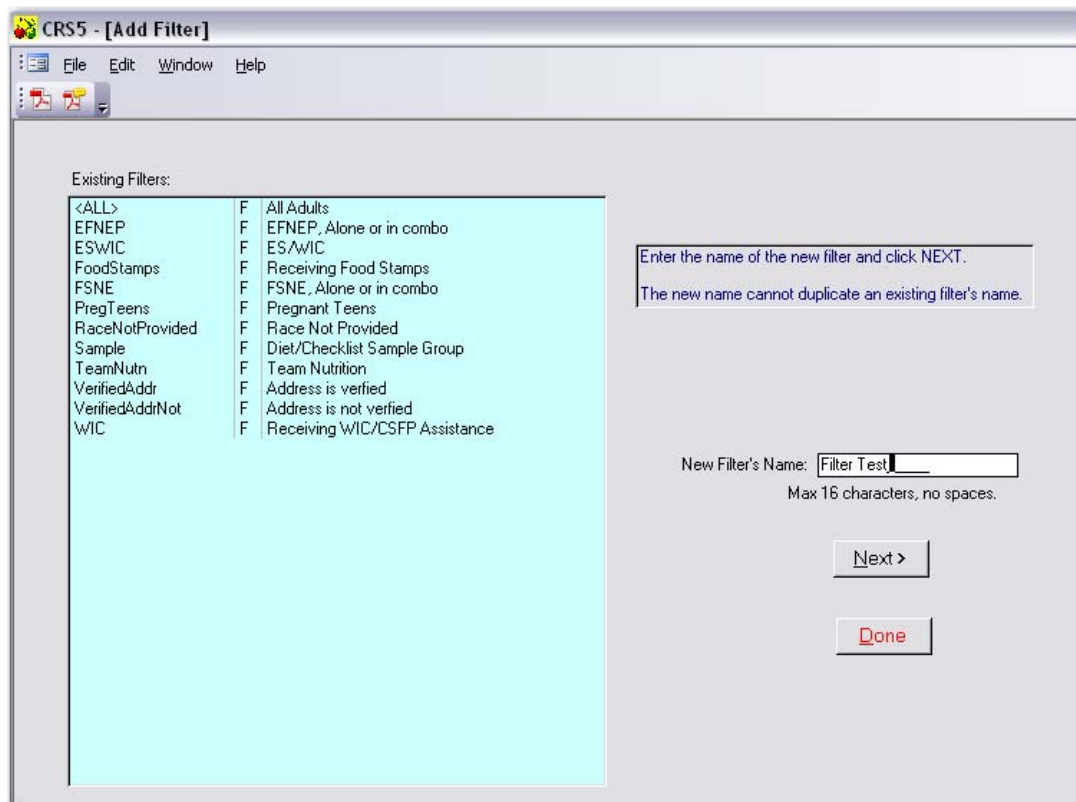 CRS5 - [Add Filter]
File Edit Window Help
Existing Filters:
<ALL> F All Adults
EFNEP F EFNEP, Alone or in combo
ESWIC F ES/WIC
FoodStamps F Receiving Food Stamps
FSNE F FSNE, Alone or in combo
PregTeens F Pregnant Teens
RaceNotProvided F Race Not Provided
Sample F Diet/Checklist Sample Group
TeamNutn F Team Nutrition
VerifiedAddr F Address is verfied
VerifiedAddrNot F Address is not verfied
WIC F Receiving WIC/CSFP Assistance
Enter the name of the new filter and click NEXT.
The new name cannot duplicate an existing filter's name.
New Filter's Name: Filter Test_____
Max 16 characters, no spaces.
Next >
Done